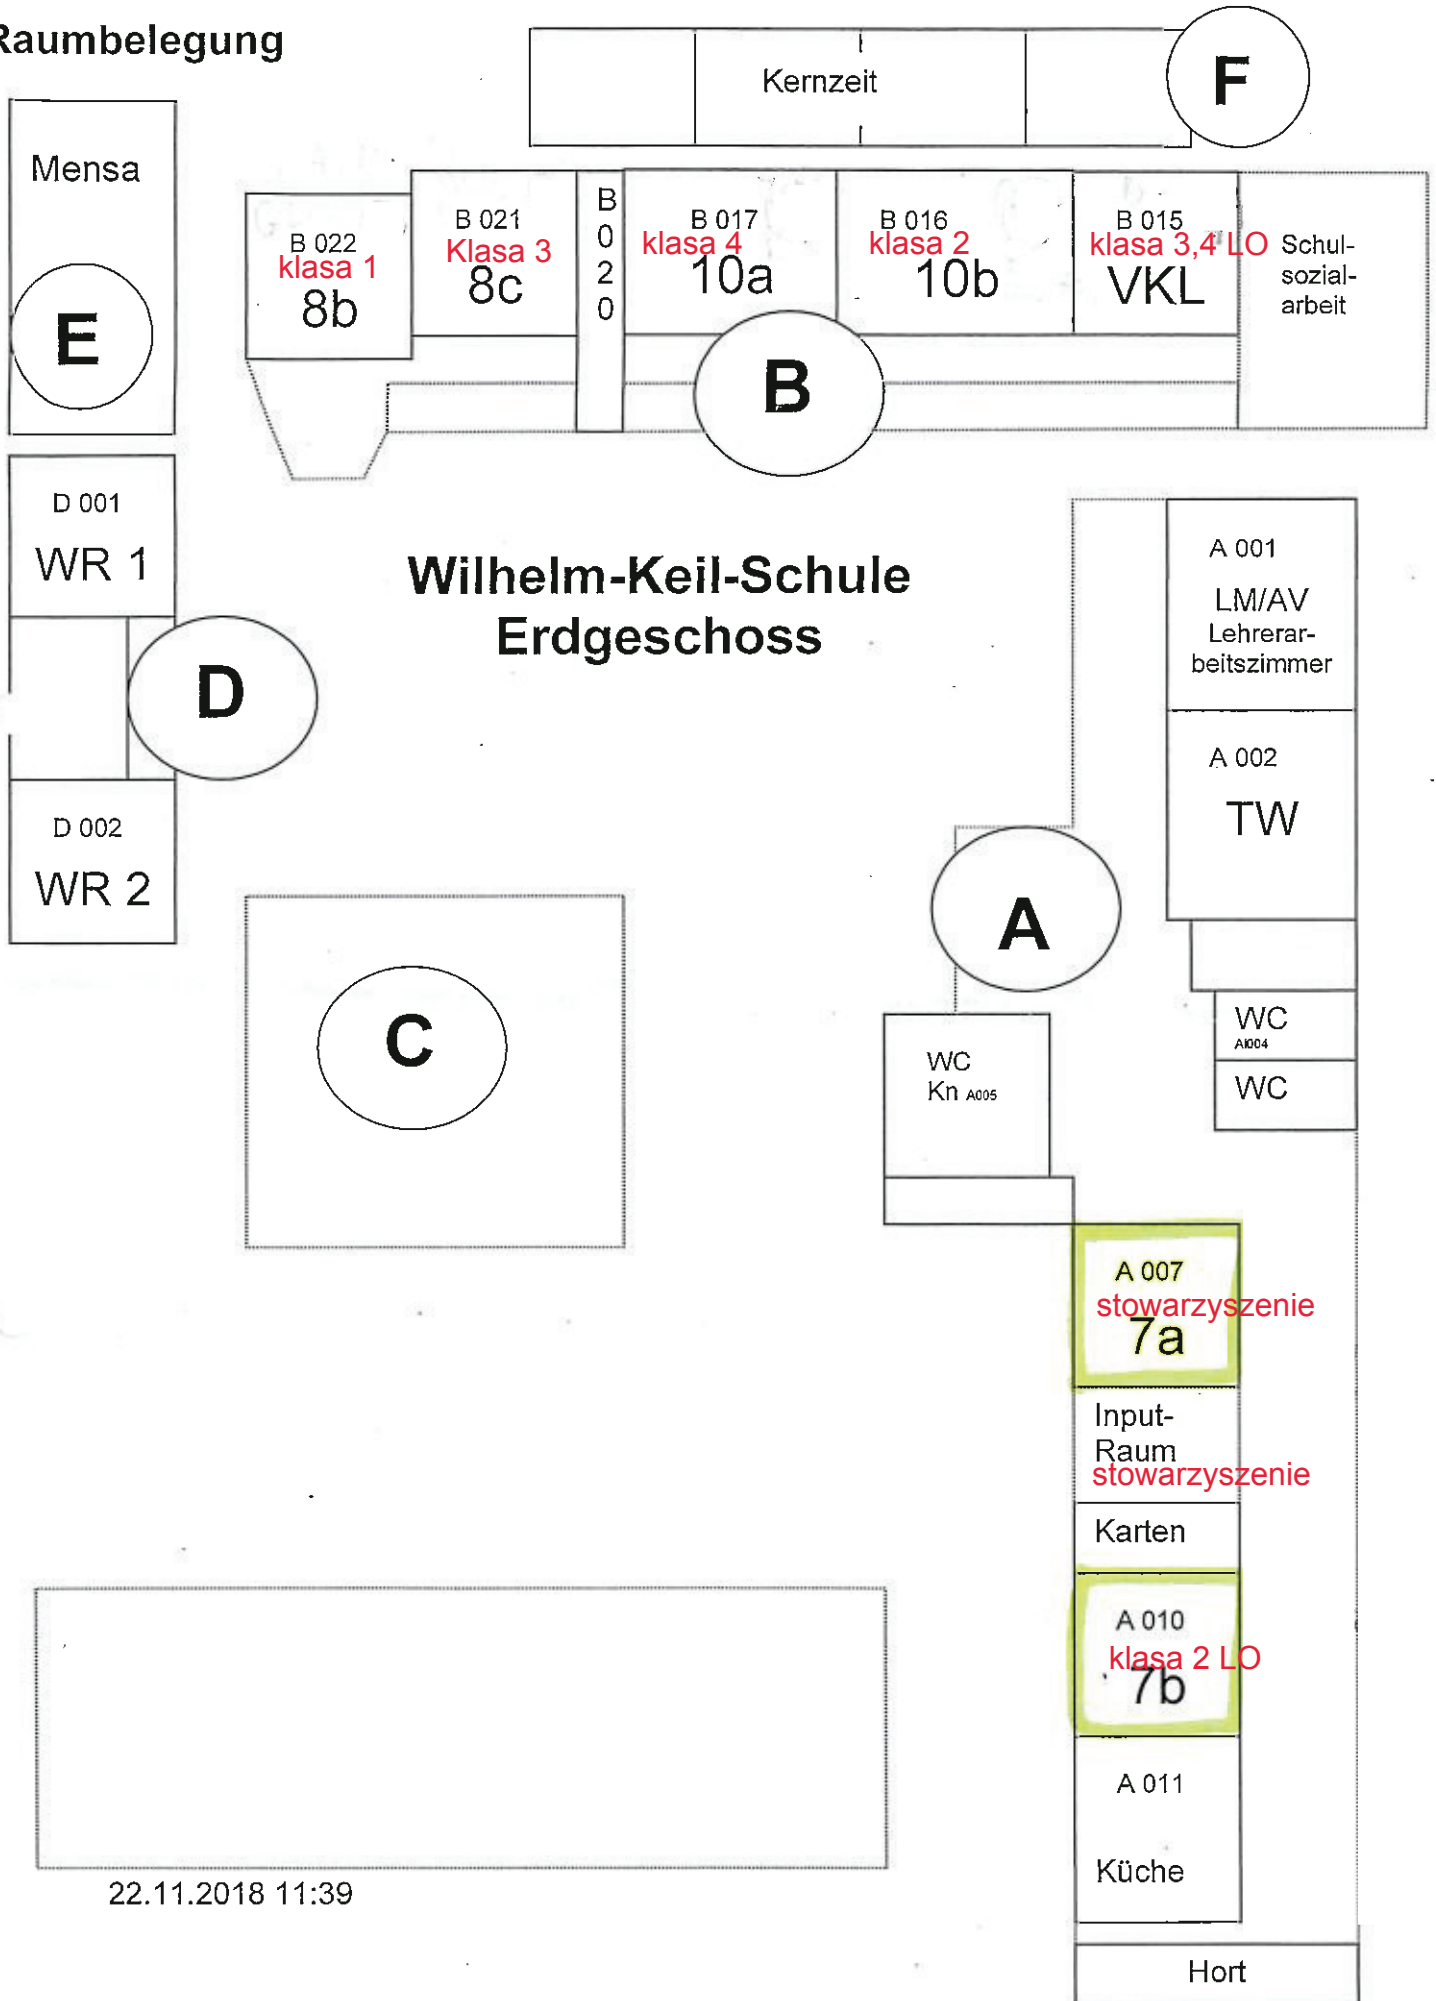 Raumbelegung
Kernzeit
F
Mensa
E
B 022
klasa 1
8b
B 021
Klasa 3
8c
B
0
2
0
B 017
klasa 4
10a
B 016
klasa 2
10b
B 015
klasa 3,4 LO
VKL
Schul-
sozial-
arbeit
B
D 001
WR 1
D
D 002
WR 2
Wilhelm-Keil-Schule
Erdgeschoss
A 001
LM/AV
Lehrerar-
beitszimmer
A 002
TW
A
C
WC
AI004
WC
WC
Kn A005
A 007
stowarzyszenie
7a
Input-
Raum
stowarzyszenie
Karten
A 010
klasa 2 LO
7b
A 011
Küche
22.11.2018 11:39
Hort